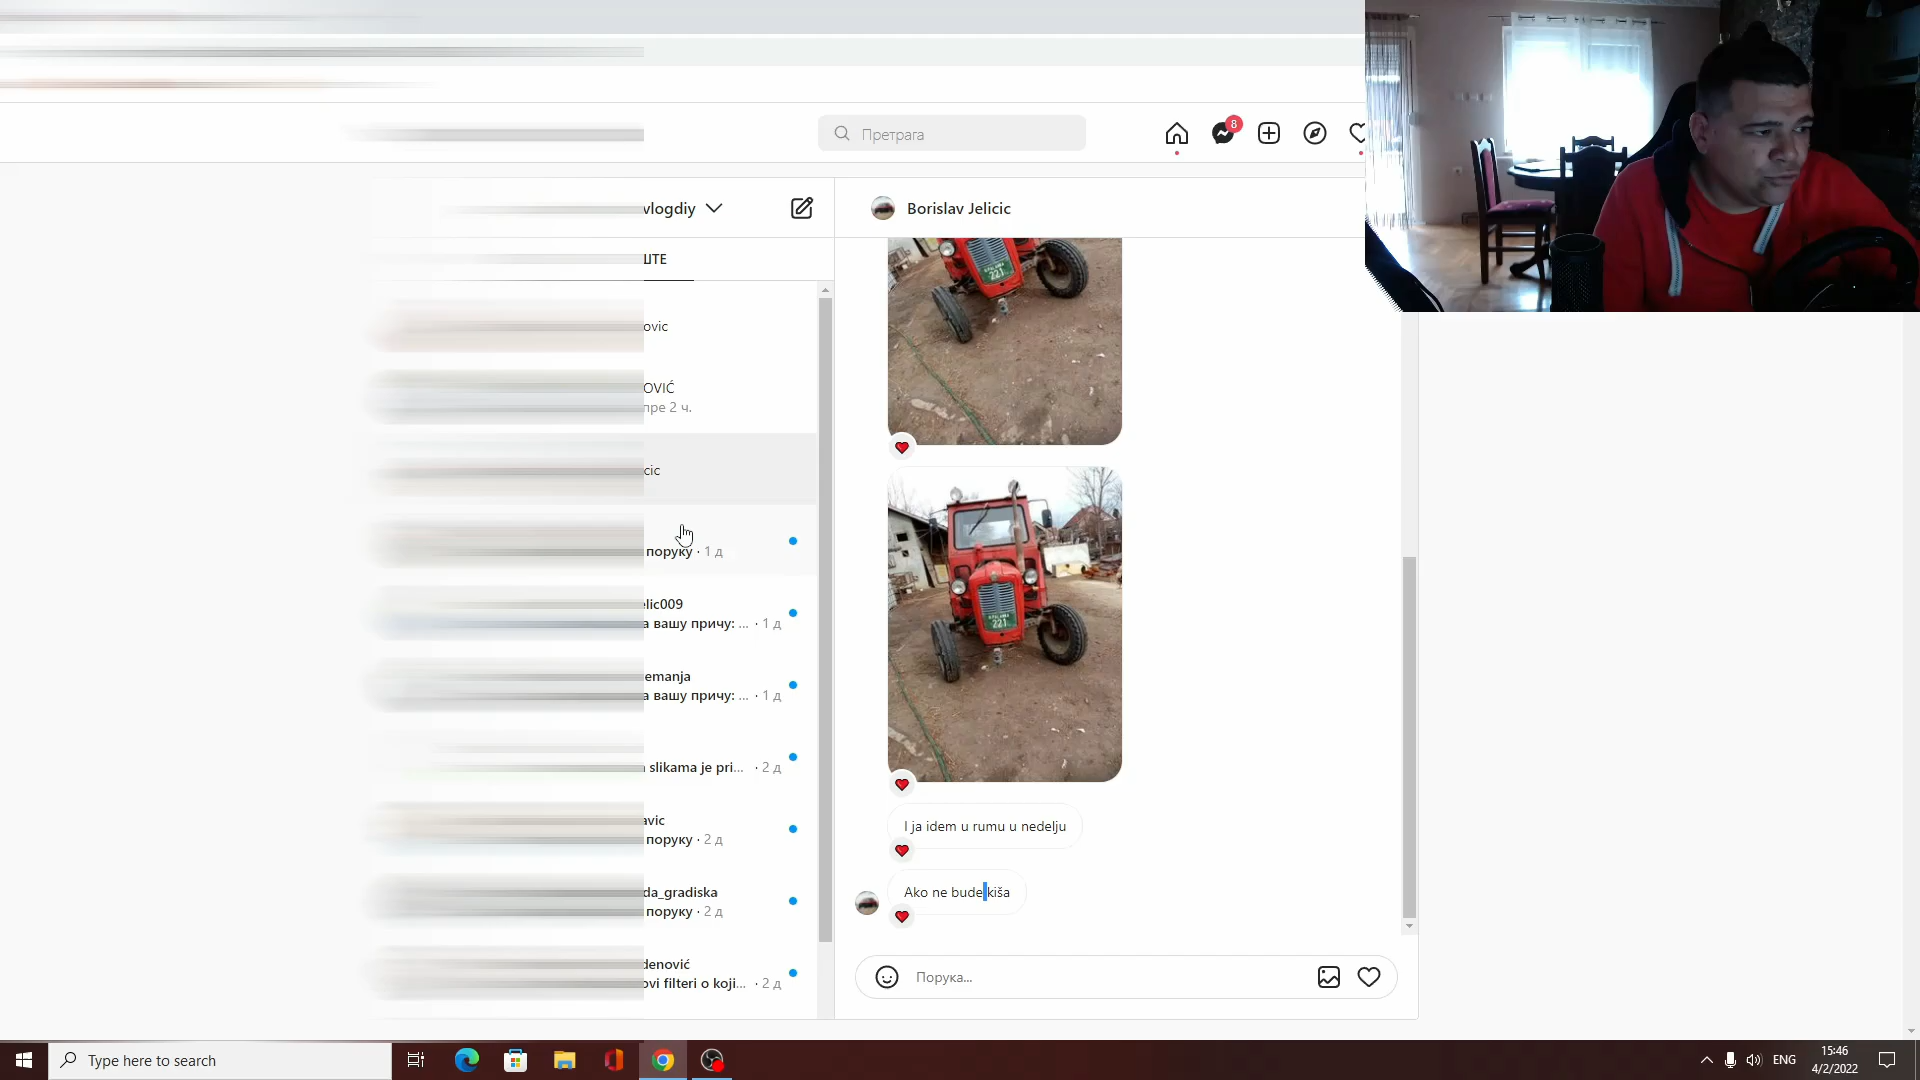 Претрага
8
vlogdiy
Borislav Jelicic
ШТЕ
ovic
OVIĆ
пре 2 ч.
cic
поруку · 1 д
elic009
а вашу причу: ... · 1 д
emanja
а вашу причу: ... · 1 д
slikama je pri... · 2 д
avic
поруку · 2 д
da_gradiska
поруку · 2 д
denović
ovi filteri o koji... · 2 д
221
221
I ja idem u rumu u nedelju
Ako ne bude kiša
Порука...
Type here to search
ENG
15:46
4/2/2022